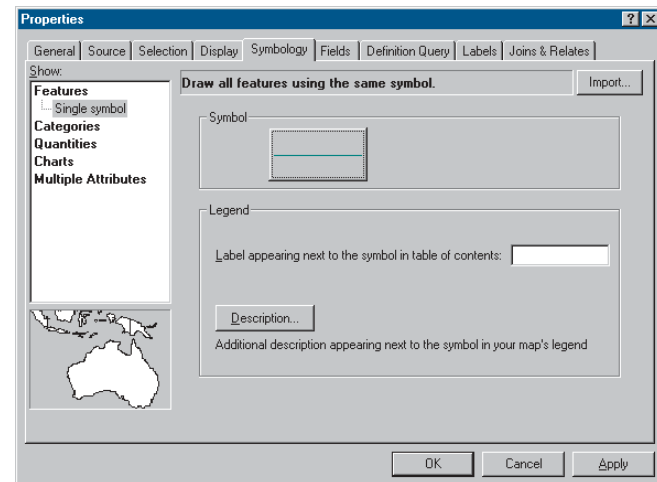 Properties
General Source Selection Display Symbology Fields Definition Query Labels Joins & Relates
Show:
Features
Single symbol
Categories
Quantities
Charts
Multiple Attributes
Draw all features using the same symbol.
Import...
Symbol
Legend
Label appearing next to the symbol in table of contents:
Description...
Additional description appearing next to the symbol in your map's legend
OK Cancel Apply